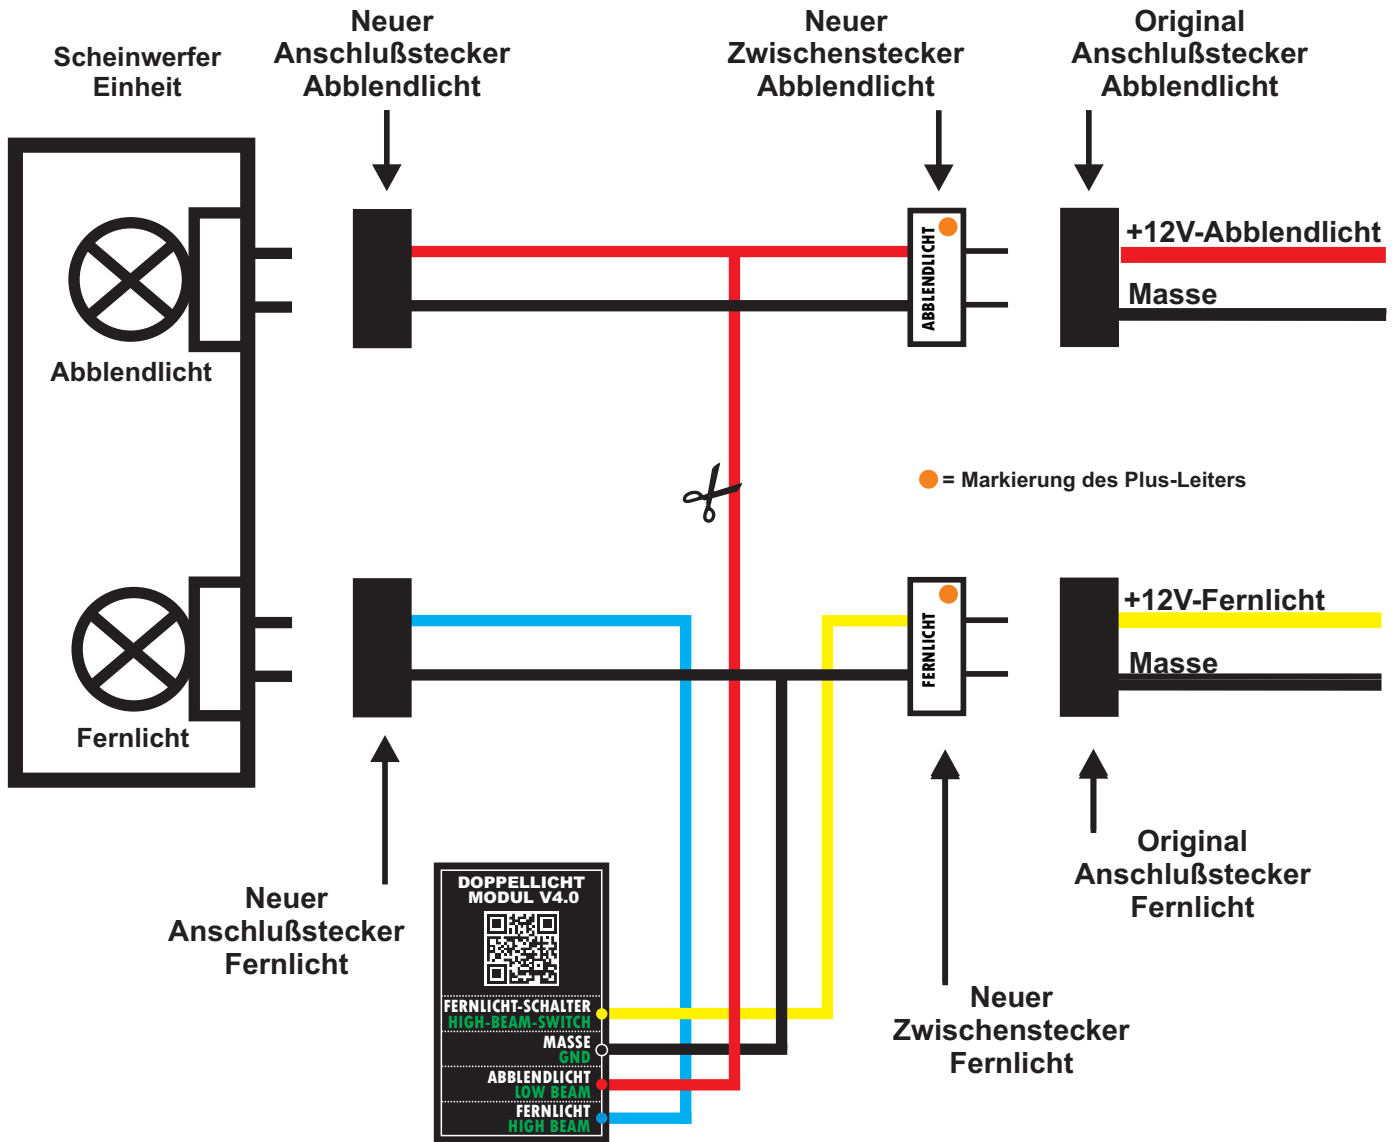 Scheinwerfer
Einheit
Neuer
Anschlußstecker
Abblendlicht
Neuer
Zwischenstecker
Abblendlicht
Original
Anschlußstecker
Abblendlicht
ABBLENDLICHT
+12V-Abblendlicht
Masse
Abblendlicht
= Markierung des Plus-Leiters
FERNLICHT
+12V-Fernlicht
Masse
Fernlicht
Neuer
Anschlußstecker
Fernlicht
DOPPELLICHT
MODUL V4.0
FERNLICHT-SCHALTER
HIGH-BEAM-SWITCH
MASSE
GND
ABBLENDLICHT
LOW BEAM
FERNLICHT
HIGH BEAM
Neuer
Zwischenstecker
Fernlicht
Original
Anschlußstecker
Fernlicht